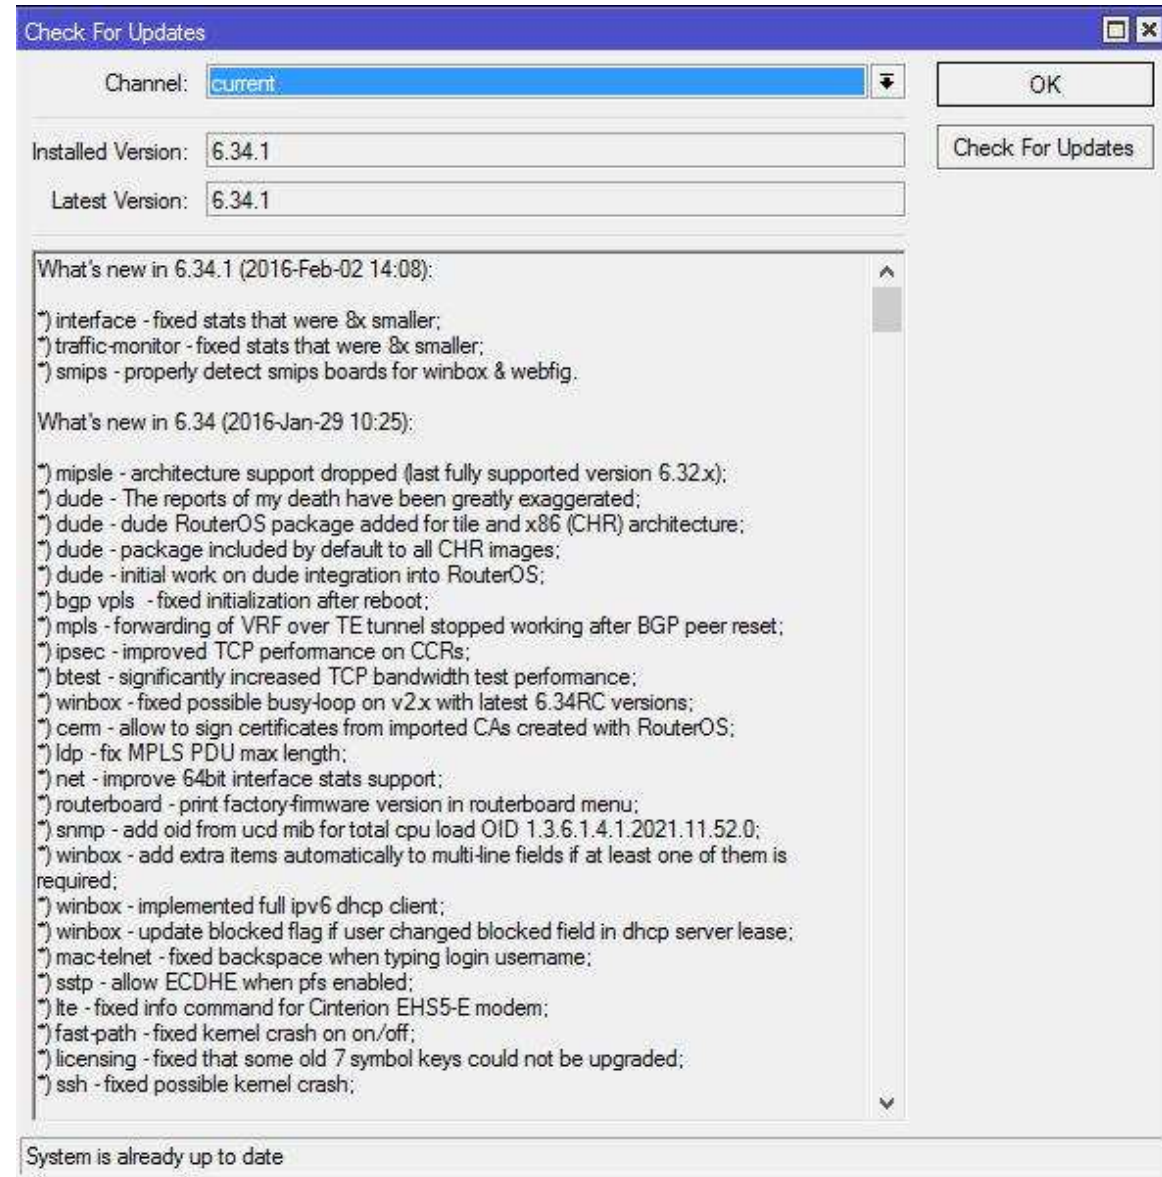 Check For Updates
Channel: current
OK
Installed Version: 6.34.1
Check For Updates
Latest Version: 6.34.1
What's new in 6.34.1 (2016-Feb-02 14:08):
*) interface - fixed stats that were 8x smaller;
*) traffic-monitor - fixed stats that were 8x smaller;
*) smips - properly detect smips boards for winbox & webfig.
What's new in 6.34 (2016-Jan-29 10:25):
*) mipsle - architecture support dropped (last fully supported version 6.32.x);
*) dude - The reports of my death have been greatly exaggerated;
*) dude - dude RouterOS package added for tile and x86 (CHR) architecture;
*) dude - package included by default to all CHR images;
*) dude - initial work on dude integration into RouterOS;
*) bgp vpls  - fixed initialization after reboot;
*) mpls - forwarding of VRF over TE tunnel stopped working after BGP peer reset;
*) ipsec - improved TCP performance on CCRs;
*) btest - significantly increased TCP bandwidth test performance;
*) winbox - fixed possible busy-loop on v2.x with latest 6.34RC versions;
*) cerm - allow to sign certificates from imported CAs created with RouterOS;
*) ldp - fix MPLS PDU max length;
*) net - improve 64bit interface stats support;
*) routerboard - print factory-firmware version in routerboard menu;
*) snmp - add oid from ucd mib for total cpu load OID 1.3.6.1.4.1.2021.11.52.0;
*) winbox - add extra items automatically to multi-line fields if at least one of them is
required;
*) winbox - implemented full ipv6 dhcp client;
*) winbox - update blocked flag if user changed blocked field in dhcp server lease;
*) mac-telnet - fixed backspace when typing login username;
*) sstp - allow ECDHE when pfs enabled;
*) lte - fixed info command for Cinterion EHS5-E modem;
*) fast-path - fixed kernel crash on on/off;
*) licensing - fixed that some old 7 symbol keys could not be upgraded;
*) ssh - fixed possible kernel crash;
System is already up to date